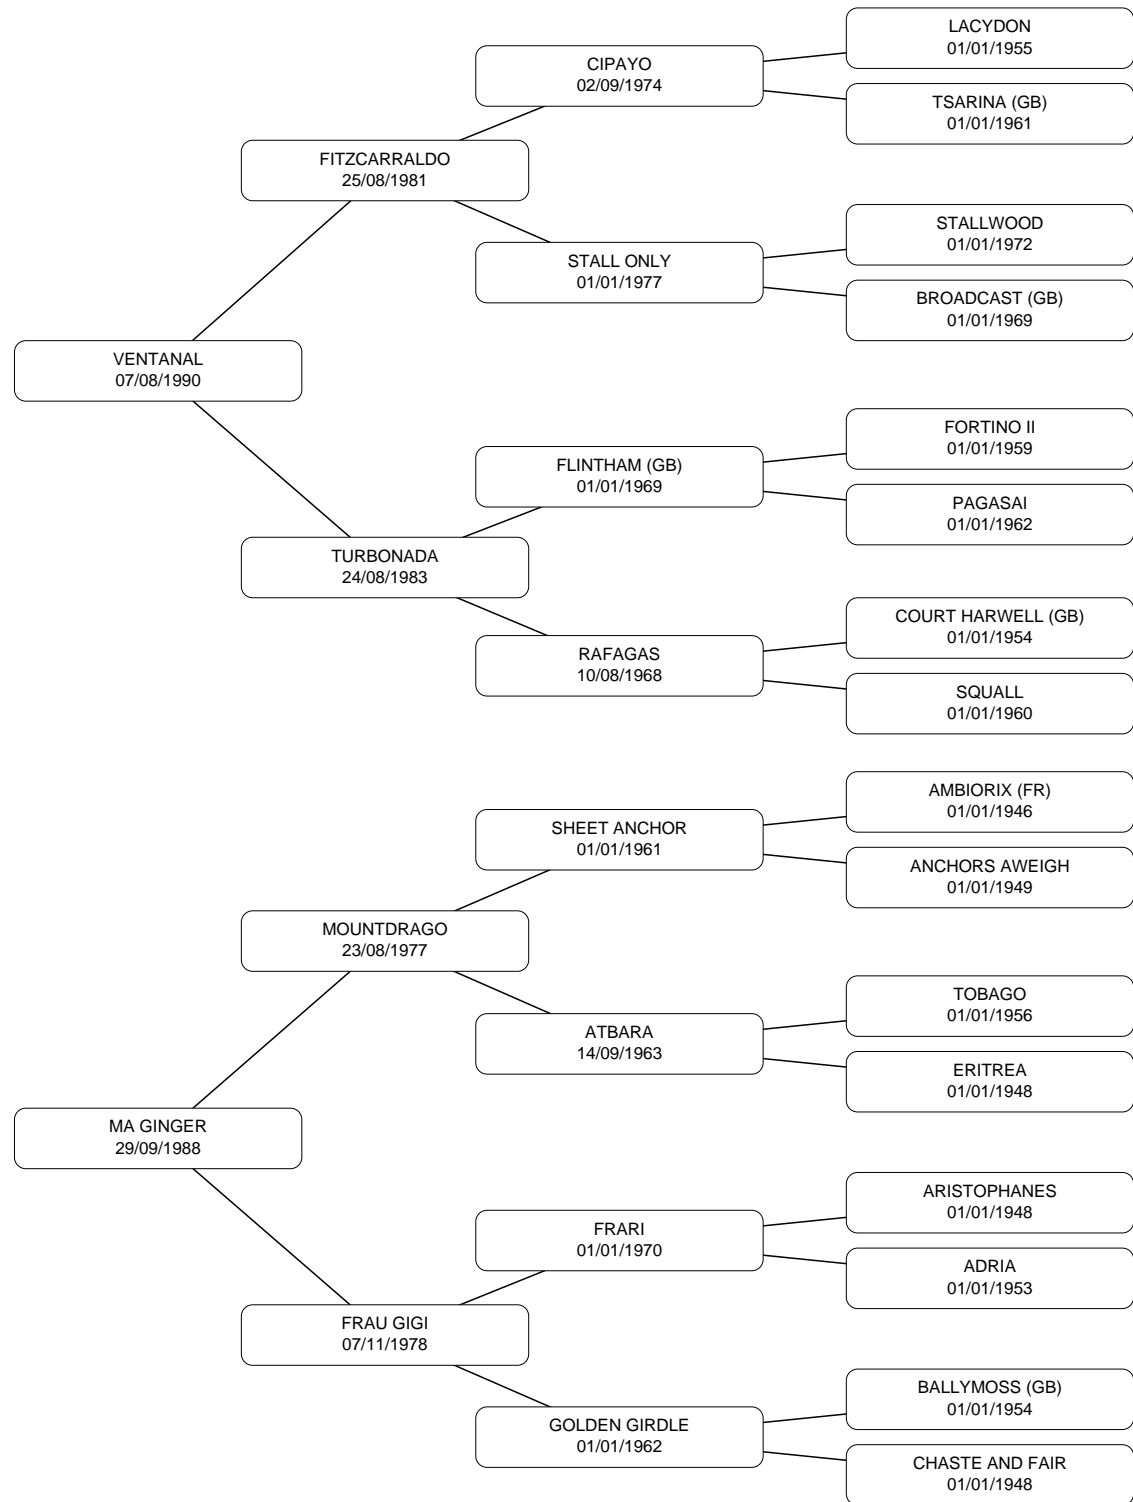 LACYDON
01/01/1955
CIPAYO
02/09/1974
TSARINA (GB)
01/01/1961
FITZCARRALDO
25/08/1981
STALLWOOD
01/01/1972
STALL ONLY
01/01/1977
BROADCAST (GB)
01/01/1969
VENTANAL
07/08/1990
FORTINO II
01/01/1959
FLINTHAM (GB)
01/01/1969
PAGASAI
01/01/1962
TURBONADA
24/08/1983
COURT HARWELL (GB)
01/01/1954
RAFAGAS
10/08/1968
SQUALL
01/01/1960
AMBIORIX (FR)
01/01/1946
SHEET ANCHOR
01/01/1961
ANCHORS AWEIGH
01/01/1949
MOUNTDRAGO
23/08/1977
TOBAGO
01/01/1956
ATBARA
14/09/1963
ERITREA
01/01/1948
MA GINGER
29/09/1988
ARISTOPHANES
01/01/1948
FRARI
01/01/1970
ADRIA
01/01/1953
FRAU GIGI
07/11/1978
BALLYMOSS (GB)
01/01/1954
GOLDEN GIRDLE
01/01/1962
CHASTE AND FAIR
01/01/1948